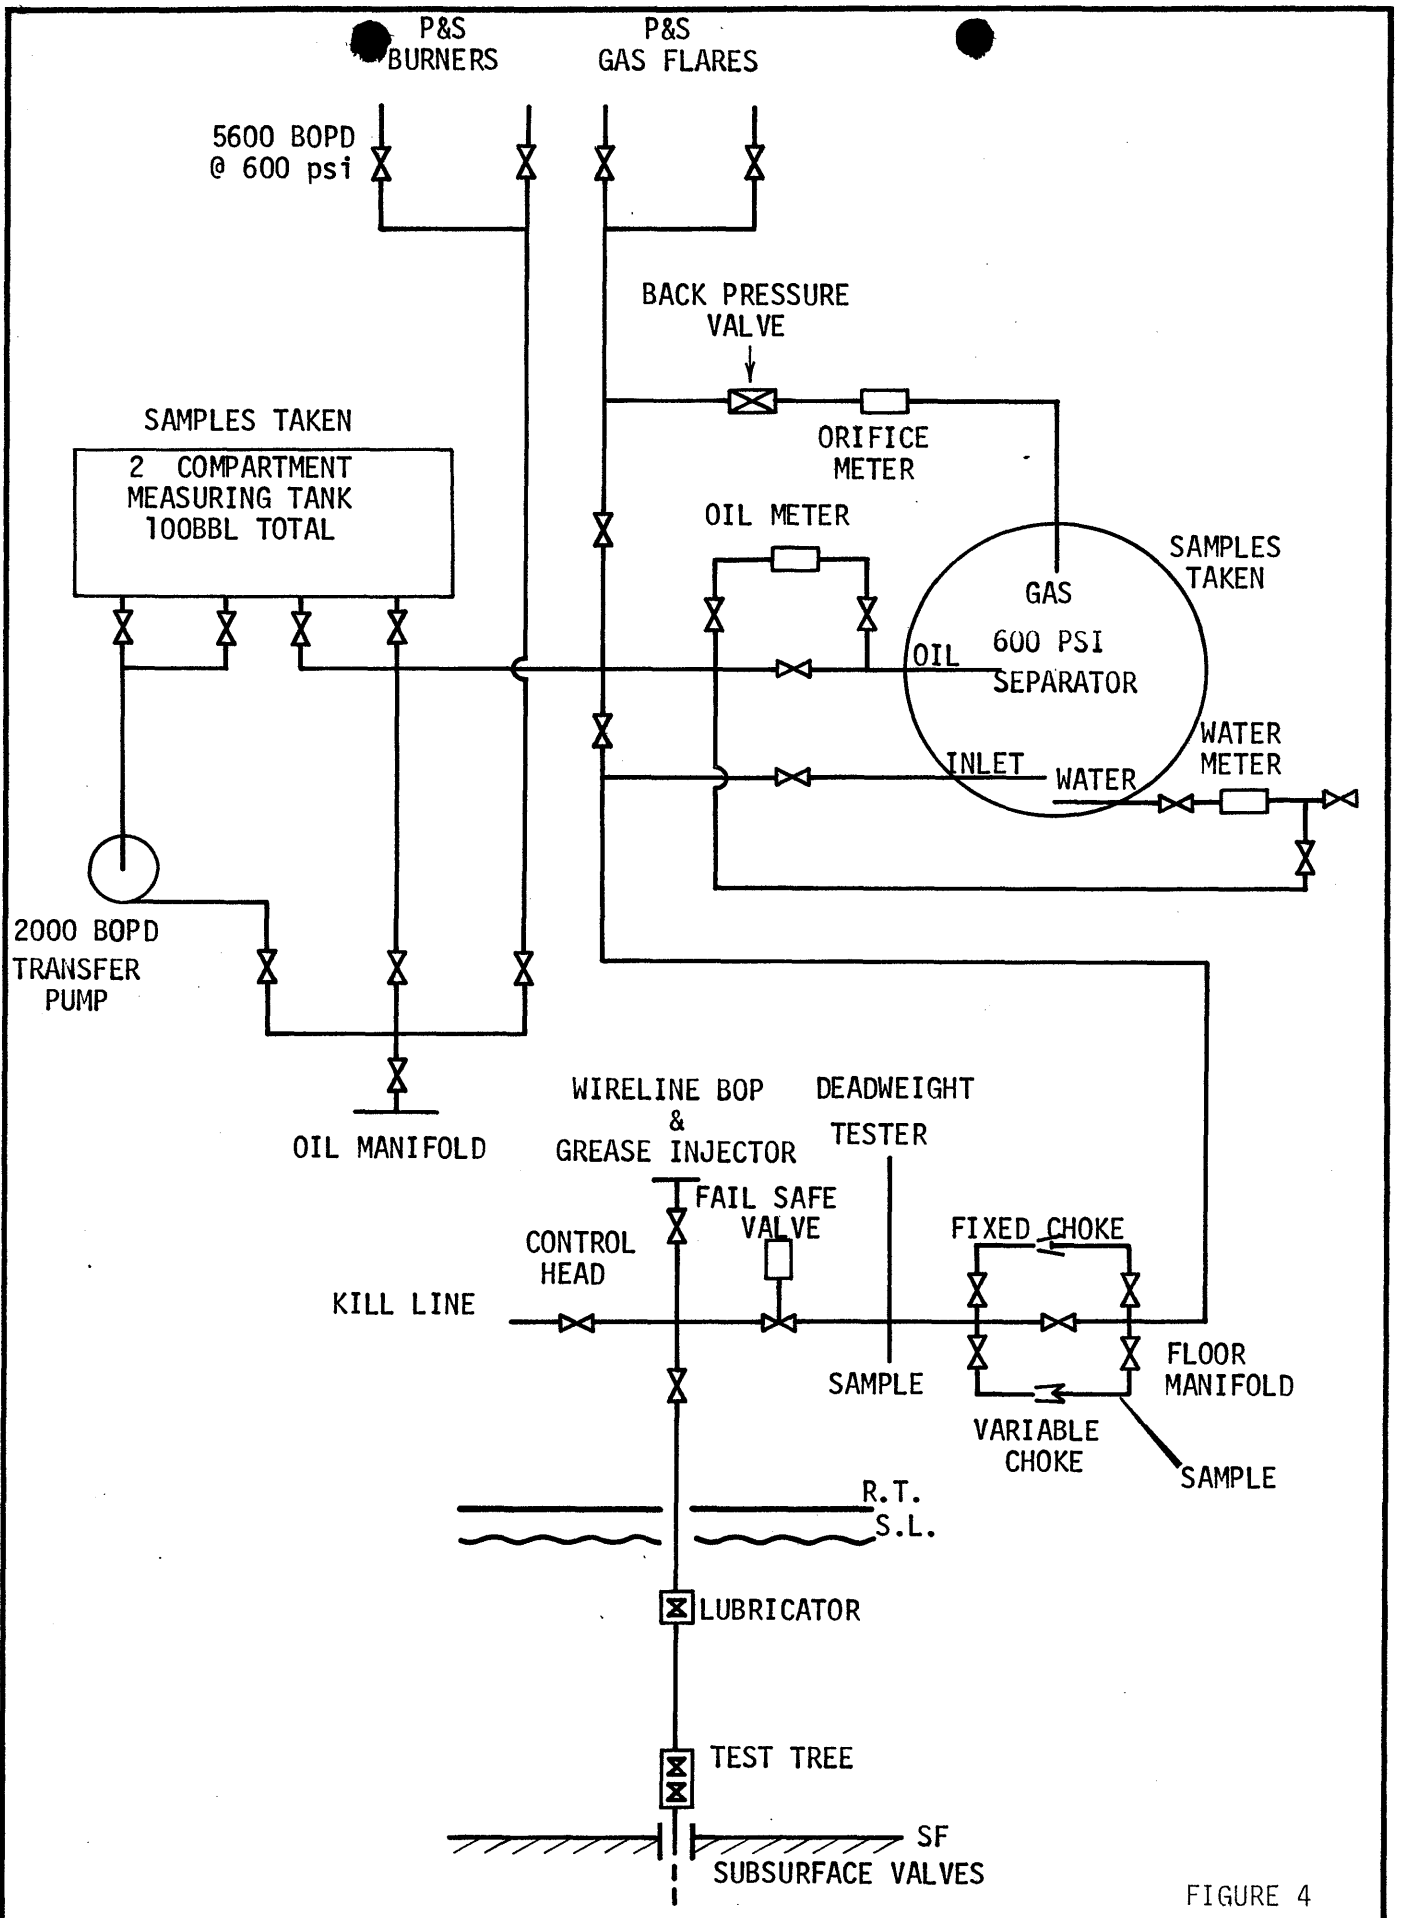 P&S
BURNERS
P&S
GAS FLARES
5600 BOPD
@ 600 psi
BACK PRESSURE
VALVE
SAMPLES TAKEN
2 COMPARTMENT
MEASURING TANK
100BBL TOTAL
ORIFICE
METER
OIL METER
SAMPLES
TAKEN
GAS
600 PSI
OIL
SEPARATOR
WATER
METER
INLET
WATER
2000 BOPD
TRANSFER
PUMP
OIL MANIFOLD
WIRELINE BOP
&
GREASE INJECTOR
DEADWEIGHT
TESTER
FAIL SAFE
VALVE
CONTROL
HEAD
FIXED CHOKE
KILL LINE
SAMPLE
FLOOR
MANIFOLD
VARIABLE
CHOKE
SAMPLE
R.T.
S.L.
LUBRICATOR
TEST TREE
SF
SUBSURFACE VALVES
FIGURE 4